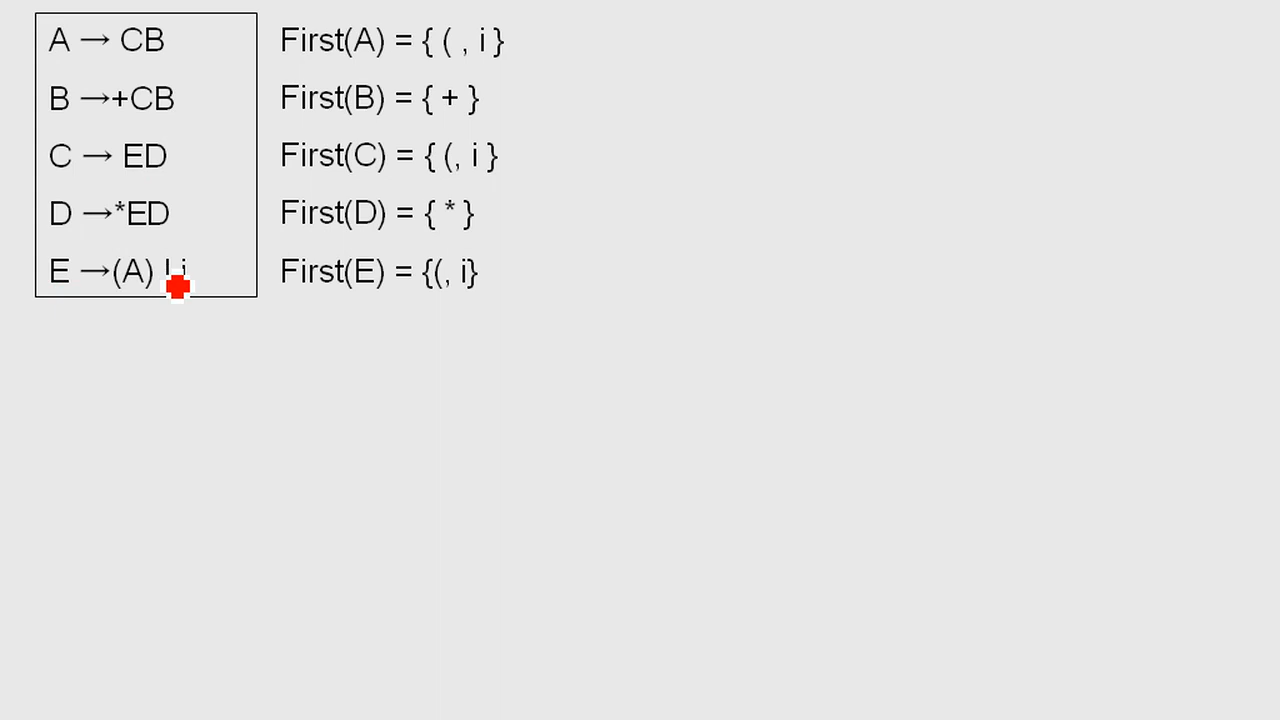 A → CB First(A) = { ( , i }
B →+CB First(B) = { + }
C → ED First(C) = { (, i }
D →*ED First(D) = { * }
E →(A) | i First(E) = {(, i}